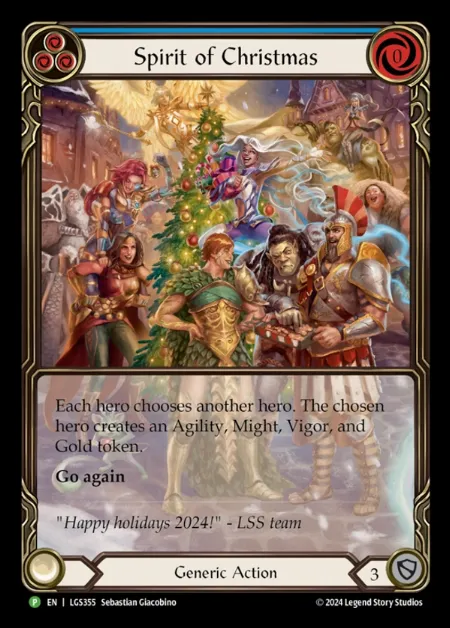 Spirit of Christmas
0
Each hero chooses another hero. The chosen
hero creates an Agility, Might, Vigor, and
Gold token.
Go again
"Happy holidays 2024!" - LSS team
Generic Action
3
P EN | LGS355 Sebastian Giacobino
© 2024 Legend Story Studios